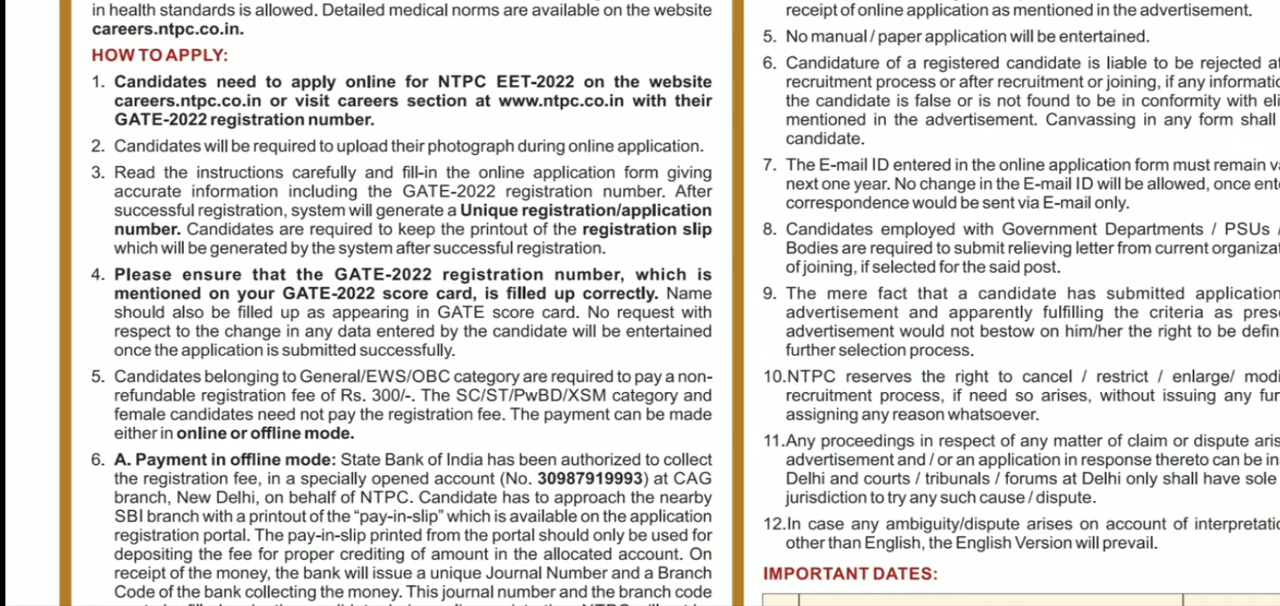 in health standards is allowed. Detailed medical norms are available on the website
careers.ntpc.co.in.
HOW TO APPLY:
1. Candidates need to apply online for NTPC EET-2022 on the website
careers.ntpc.co.in or visit careers section at www.ntpc.co.in with their
GATE-2022 registration number.
2. Candidates will be required to upload their photograph during online application.
3. Read the instructions carefully and fill-in the online application form giving
accurate information including the GATE-2022 registration number. After
successful registration, system will generate a Unique registration/application
number. Candidates are required to keep the printout of the registration slip
which will be generated by the system after successful registration.
4. Please ensure that the GATE-2022 registration number, which is
mentioned on your GATE-2022 score card, is filled up correctly. Name
should also be filled up as appearing in GATE score card. No request with
respect to the change in any data entered by the candidate will be entertained
once the application is submitted successfully.
5. Candidates belonging to General/EWS/OBC category are required to pay a non-
refundable registration fee of Rs. 300/-. The SC/ST/PwBD/XSM category and
female candidates need not pay the registration fee. The payment can be made
either in online or offline mode.
6. A. Payment in offline mode: State Bank of India has been authorized to collect
the registration fee, in a specially opened account (No. 30987919993) at CAG
branch, New Delhi, on behalf of NTPC. Candidate has to approach the nearby
SBI branch with a printout of the “pay-in-slip” which is available on the application
registration portal. The pay-in-slip printed from the portal should only be used for
depositing the fee for proper crediting of amount in the allocated account. On
receipt of the money, the bank will issue a unique Journal Number and a Branch
Code of the bank collecting the money. This journal number and the branch code
receipt of online application as mentioned in the advertisement.
5. No manual / paper application will be entertained.
6. Candidature of a registered candidate is liable to be rejected at
recruitment process or after recruitment or joining, if any informatic
the candidate is false or is not found to be in conformity with eli
mentioned in the advertisement. Canvassing in any form shall
candidate.
7. The E-mail ID entered in the online application form must remain va
next one year. No change in the E-mail ID will be allowed, once ente
correspondence would be sent via E-mail only.
8. Candidates employed with Government Departments / PSUs /
Bodies are required to submit relieving letter from current organizat
of joining, if selected for the said post.
9. The mere fact that a candidate has submitted application
advertisement and apparently fulfilling the criteria as pres
advertisement would not bestow on him/her the right to be defin
further selection process.
10.NTPC reserves the right to cancel / restrict / enlarge/ modi
recruitment process, if need so arises, without issuing any fur
assigning any reason whatsoever.
11.Any proceedings in respect of any matter of claim or dispute aris
advertisement and / or an application in response thereto can be in
Delhi and courts / tribunals / forums at Delhi only shall have sole
jurisdiction to try any such cause / dispute.
12.In case any ambiguity/dispute arises on account of interpretatic
other than English, the English Version will prevail.
IMPORTANT DATES: